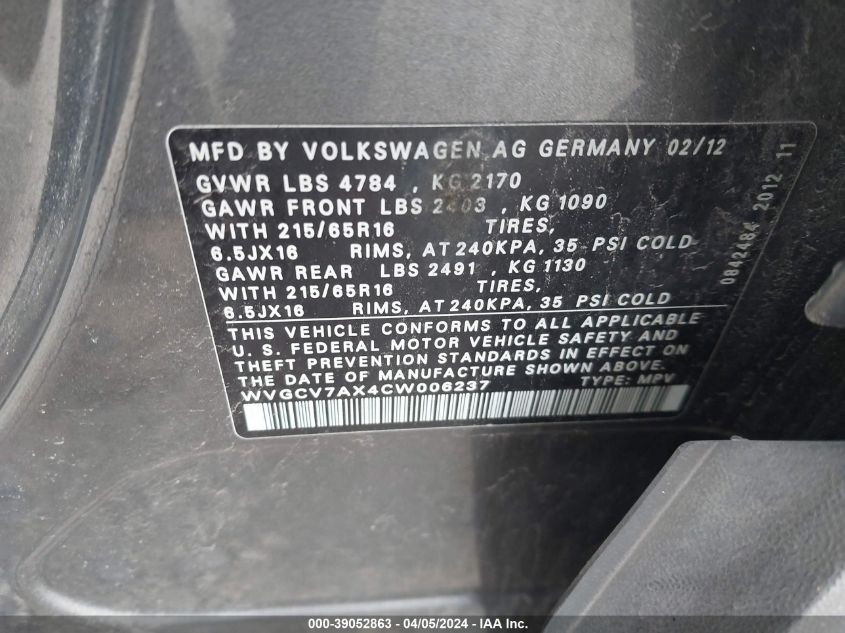 MFD BY VOLKSWAGEN AG GERMANY 02/12
GVWR LBS 4784 , KG 2170
GAWR FRONT LBS 2403 , KG 1090
WITH 215/65R16 TIRES,
6.5JX16 RIMS, AT 240KPA, 35 PSI COLD
GAWR REAR LBS 2491 , KG 1130
WITH 215/65R16 TIRES,
6.5JX16 RIMS, AT 240KPA, 35 PSI COLD
THIS VEHICLE CONFORMS TO ALL APPLICABLE
U. S. FEDERAL MOTOR VEHICLE SAFETY AND
THEFT PREVENTION STANDARDS IN EFFECT ON
THE DATE OF MANUFACTURE SHOWN ABOVE.
WVGCV7AX4CW006237 TYPE: MPV
0842484 2012 11
000-39052863 - 04/05/2024 - IAA Inc.